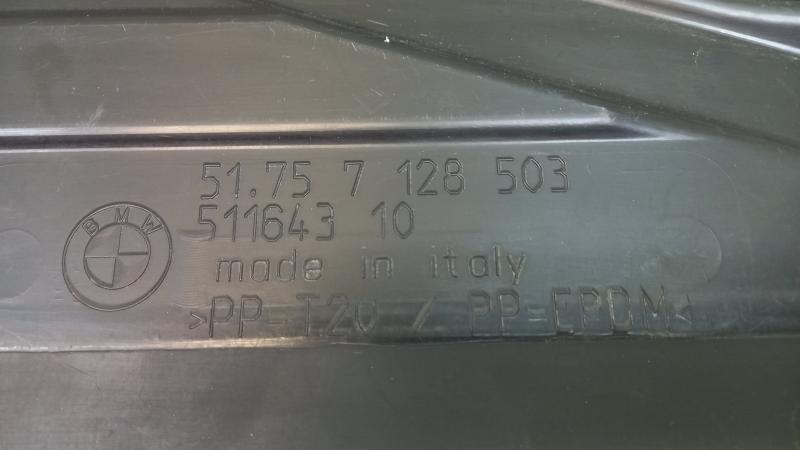 51.75 7 128 503
511643 10
BMW
made in italy
>PP-T20 / PP-EPDM<